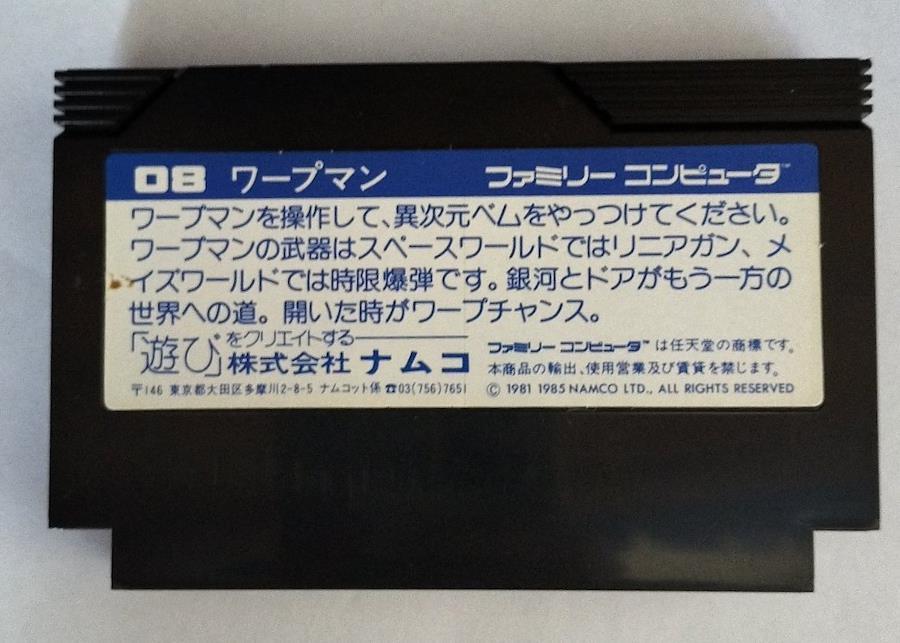 08 ワープマン ファミリー コンピュータ™
ワープマンを操作して、異次元ベムをやっつけてください。
ワープマンの武器はスペースワールドではリニアガン、メ
イズワールドでは時限爆弾です。銀河とドアがもう一方の
世界への道。開いた時がワープチャンス。
「遊び」をクリエイトする
株式会社 ナムコ
〒146 東京都大田区多摩川2-8-5 ナムコット係 ☎03(756)7651
ファミリー コンピュータ™ は任天堂の商標です。
本商品の輸出、使用営業及び賃貸を禁じます。
© 1981 1985 NAMCO LTD., ALL RIGHTS RESERVED